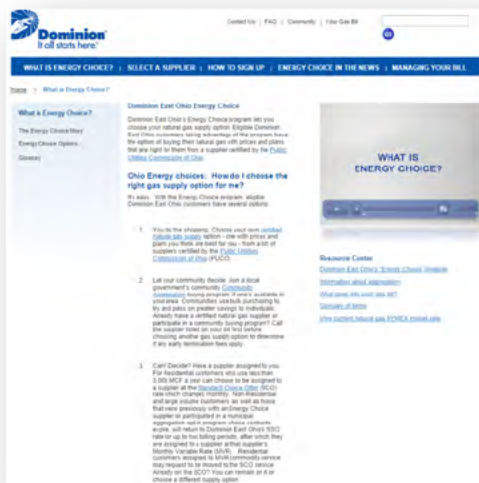 Contact Us | FAQ | Community | Your Gas Bill
Dominion
It all starts here
GO
WHAT IS ENERGY CHOICE? | SELECT A SUPPLIER | HOW TO SIGN UP | ENERGY CHOICE IN THE NEWS | MANAGING YOUR BILL
Home > What is Energy Choice?
What is Energy Choice?
The Energy Choice Story
Energy Choice Options
Glossary
Dominion East Ohio Energy Choice
Dominion East Ohio's Energy Choice program lets you
choose your natural gas supply option. Eligible Dominion
East Ohio customers taking advantage of the program have
the option of buying their natural gas with prices and plans
that are right to them from a supplier certified by the Public
Utilities Commission of Ohio.
Ohio Energy choices: How do I choose the
right gas supply option for me?
It's easy. With the Energy Choice program, eligible
Dominion East Ohio customers have several options:
1. You do the shopping. Choose your own certified
natural gas supply option - one with prices and
plans you think are best for you - from a list of
suppliers certified by the Public Utilities
Commission of Ohio (PUCO).
2. Let your community decide. Join a local
government's community Community
Aggregation buying program, if one's available in
your area. Communities use bulk purchasing to
try and pass on greater savings to individuals.
Already have a certified natural gas supplier or
participate in a community buying program? Call
the supplier listed on your bill first before
choosing another gas supply option to determine
if any early termination fees apply.
3. Can't Decide? Have a supplier assigned to you.
For Residential customers who use less than
a year can choose to be assigned to
a supplier at the Standard Choice Offer (SCO)
rate which changes monthly. Non-Residential
and large volume customers as well as those
that were previously with an Energy Choice
supplier or participated in a municipal
aggregation program whose contracts
expire, will return to Dominion East Ohio's SSO
rate for up to two billing periods, after which they
are assigned to a supplier at that supplier's
Monthly Variable Rate (MVR). Residential
customers assigned to MVR commodity service
may request to be moved to the SCO service.
Already on the SCO? You can remain on it or
choose a different supply option.
WHAT IS
ENERGY CHOICE?
Resource Center
Dominion East Ohio's Energy Choice
Information about aggregation
What goes into your gas bill?
Glossary of terms
View current natural gas NYMEX market rate